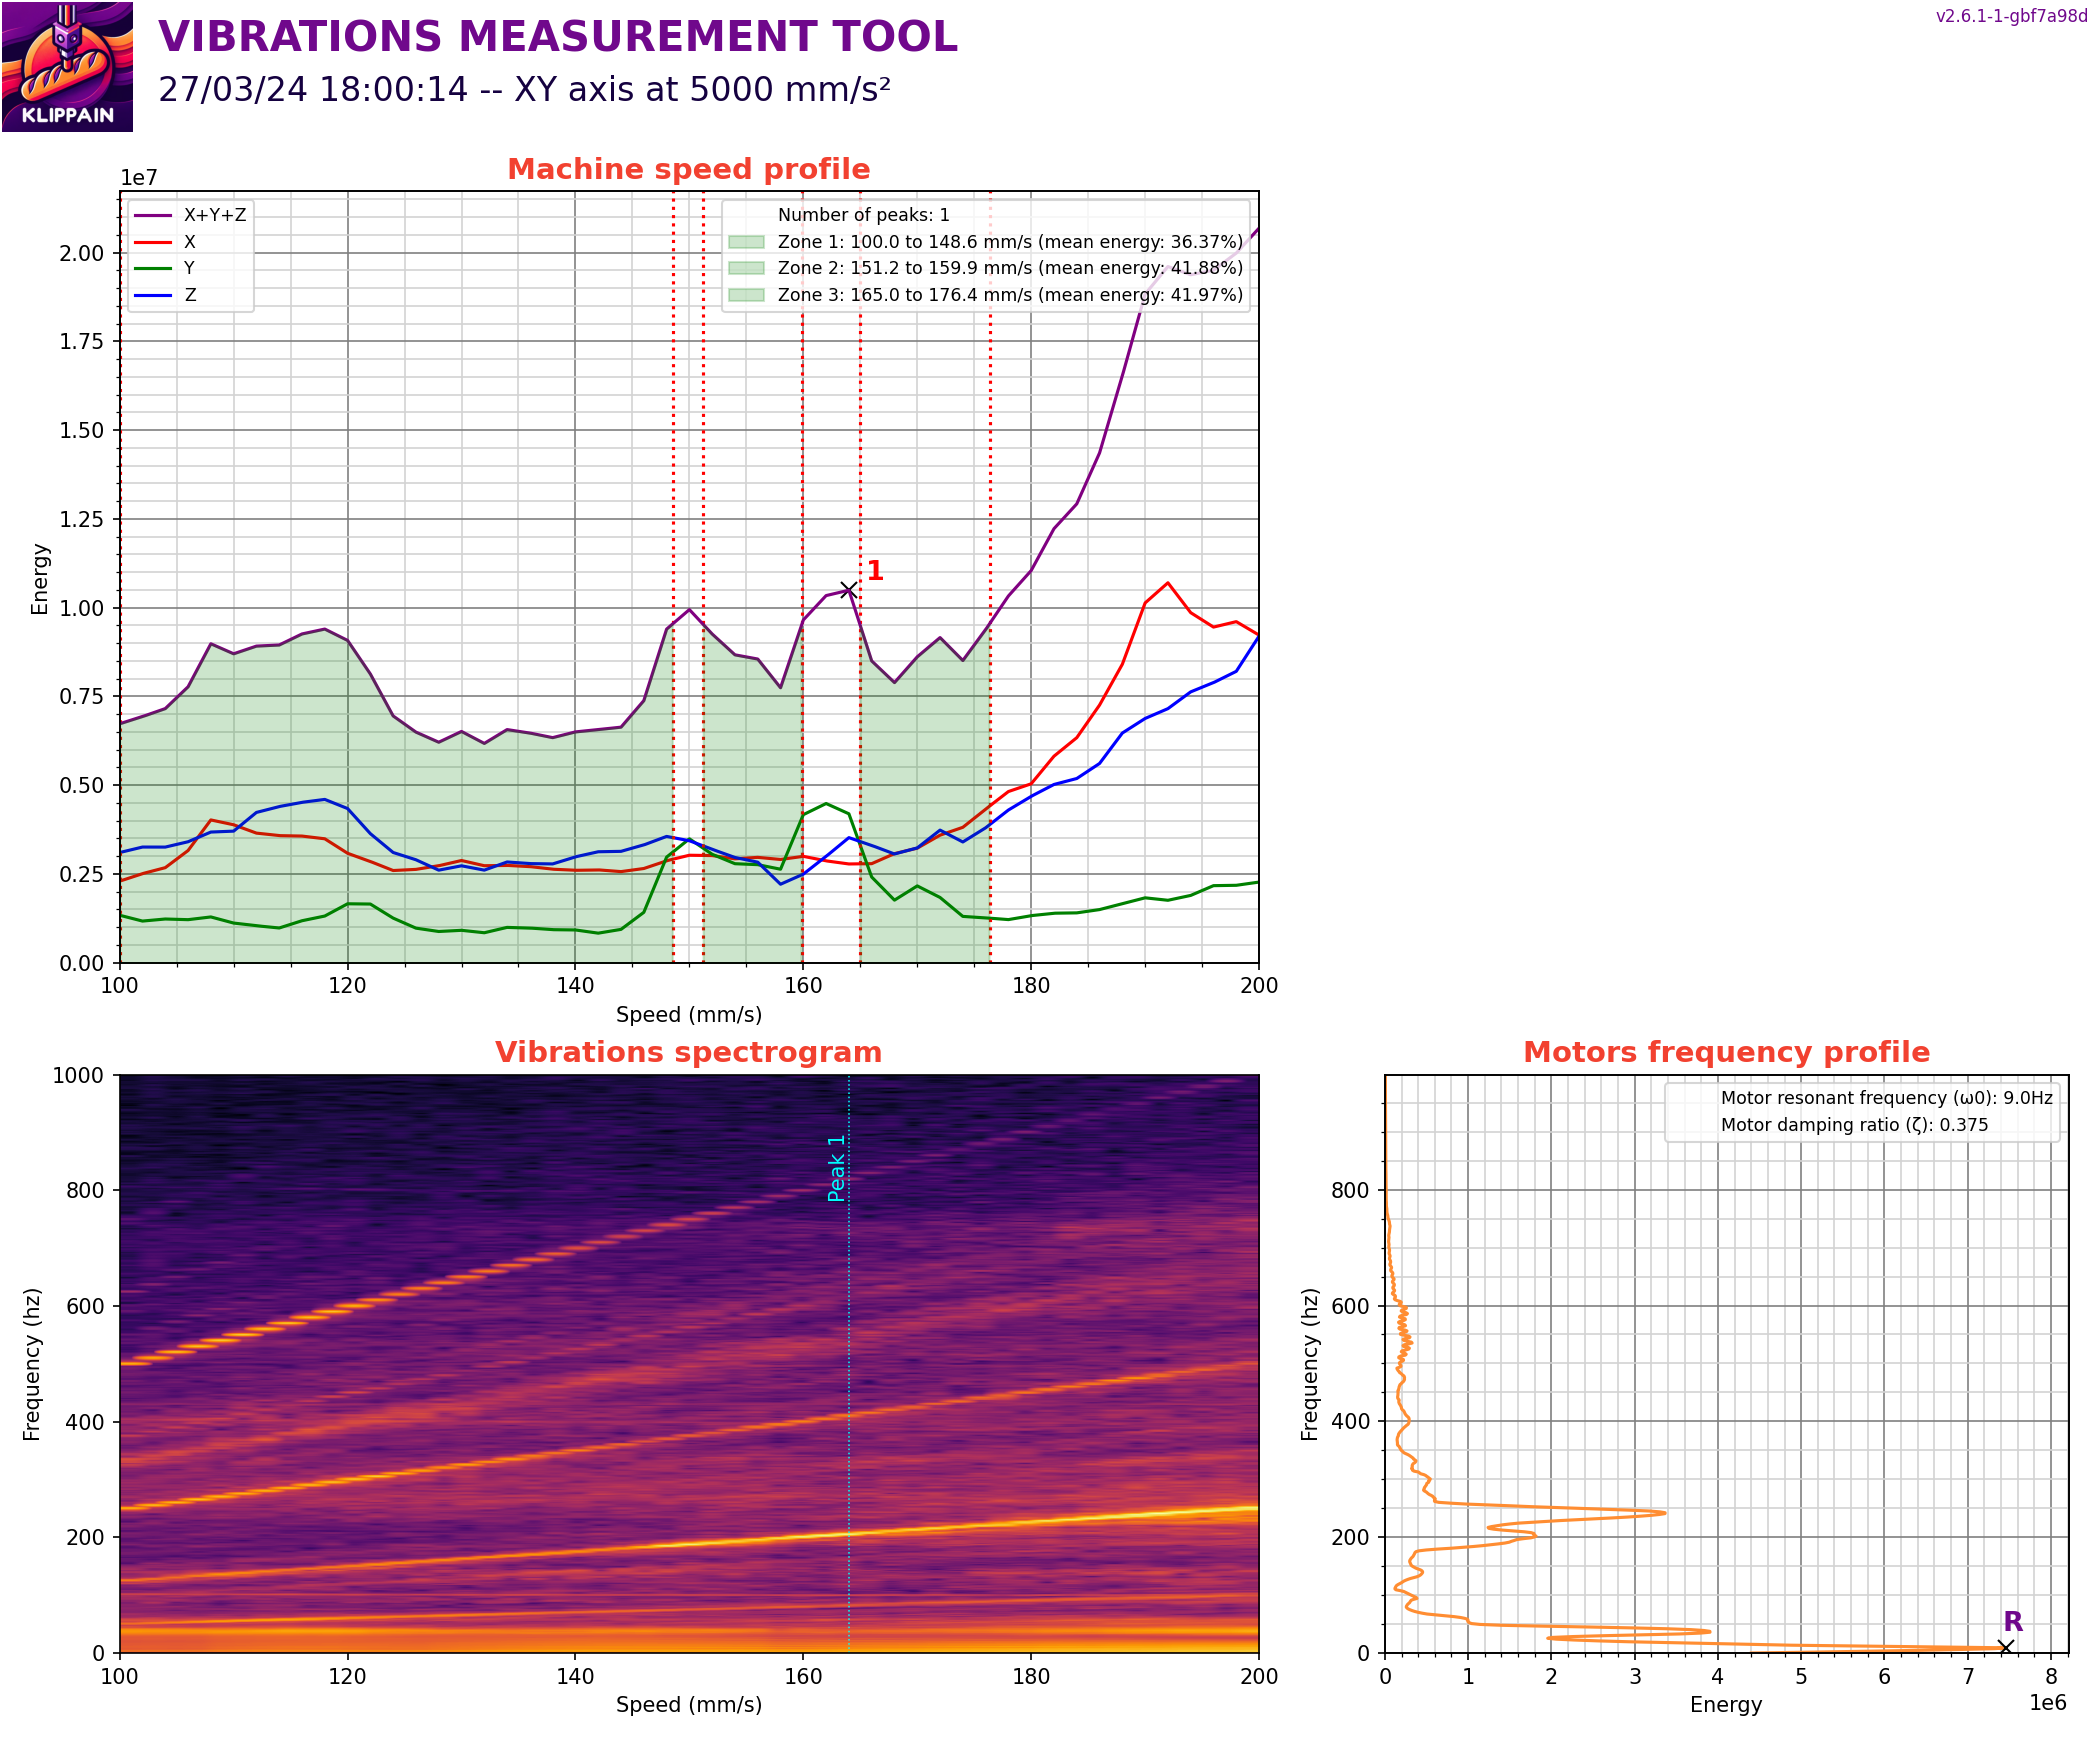 v2.6.1-1-gbf7a98d
KLIPPAIN
VIBRATIONS MEASUREMENT TOOL
27/03/24 18:00:14 -- XY axis at 5000 mm/s²
Machine speed profile
1e7
X+Y+Z
X
Y
Z
Number of peaks: 1
Zone 1: 100.0 to 148.6 mm/s (mean energy: 36.37%)
Zone 2: 151.2 to 159.9 mm/s (mean energy: 41.88%)
Zone 3: 165.0 to 176.4 mm/s (mean energy: 41.97%)
2.00
1.75
1.50
1.25
1.00
0.75
0.50
0.25
0.00
Energy
1
100 120 140 160 180 200
Speed (mm/s)
Vibrations spectrogram
1000
800
600
400
200
0
Frequency (hz)
Peak 1
100 120 140 160 180 200
Speed (mm/s)
Motors frequency profile
Motor resonant frequency (ω0): 9.0Hz
Motor damping ratio (ζ): 0.375
800
600
400
200
0
Frequency (hz)
R
0 1 2 3 4 5 6 7 8
Energy
1e6